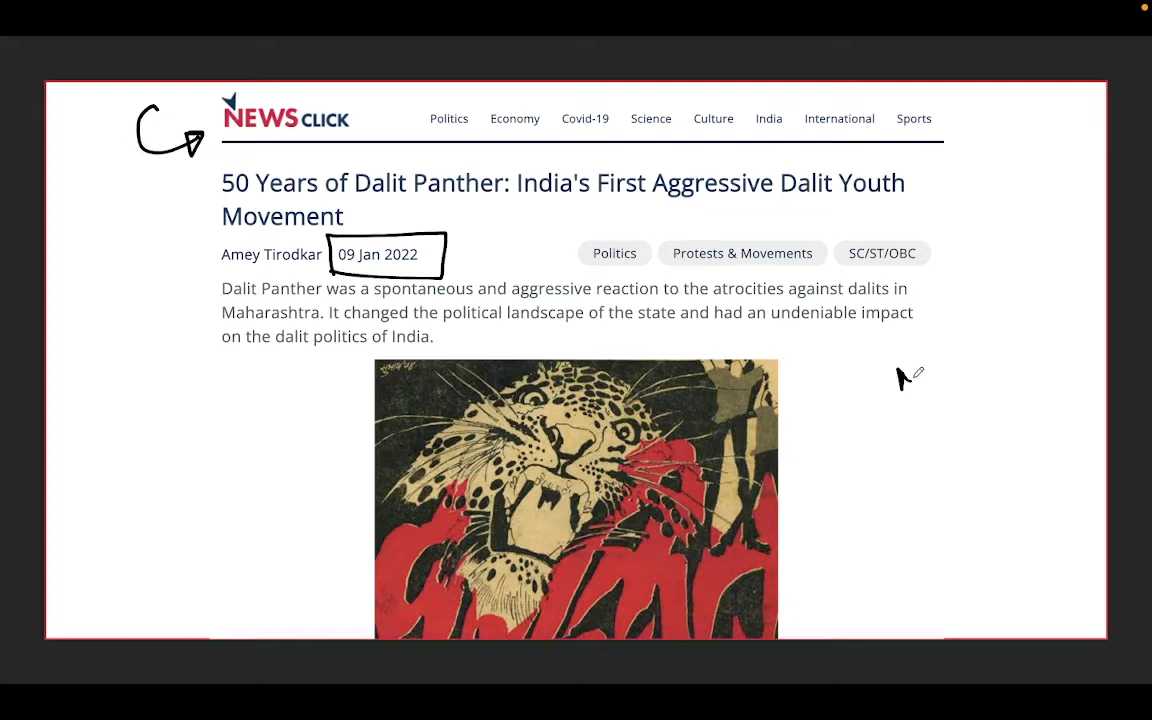 NEWSCLICK
Politics Economy Covid-19 Science Culture India International Sports
50 Years of Dalit Panther: India's First Aggressive Dalit Youth
Movement
Amey Tirodkar 09 Jan 2022 Politics Protests & Movements SC/ST/OBC
Dalit Panther was a spontaneous and aggressive reaction to the atrocities against dalits in
Maharashtra. It changed the political landscape of the state and had an undeniable impact
on the dalit politics of India.